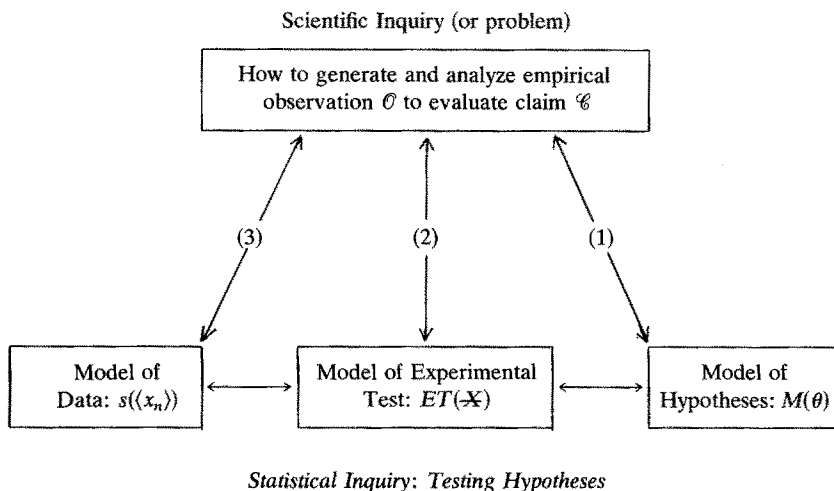 Scientific Inquiry (or problem)
How to generate and analyze empirical
observation 𝒪 to evaluate claim 𝒞
(3)
(2)
(1)
Model of
Data: s(⟨xₙ⟩)
Model of Experimental
Test: ET(X̶)
Model of
Hypotheses: M(θ)
Statistical Inquiry: Testing Hypotheses